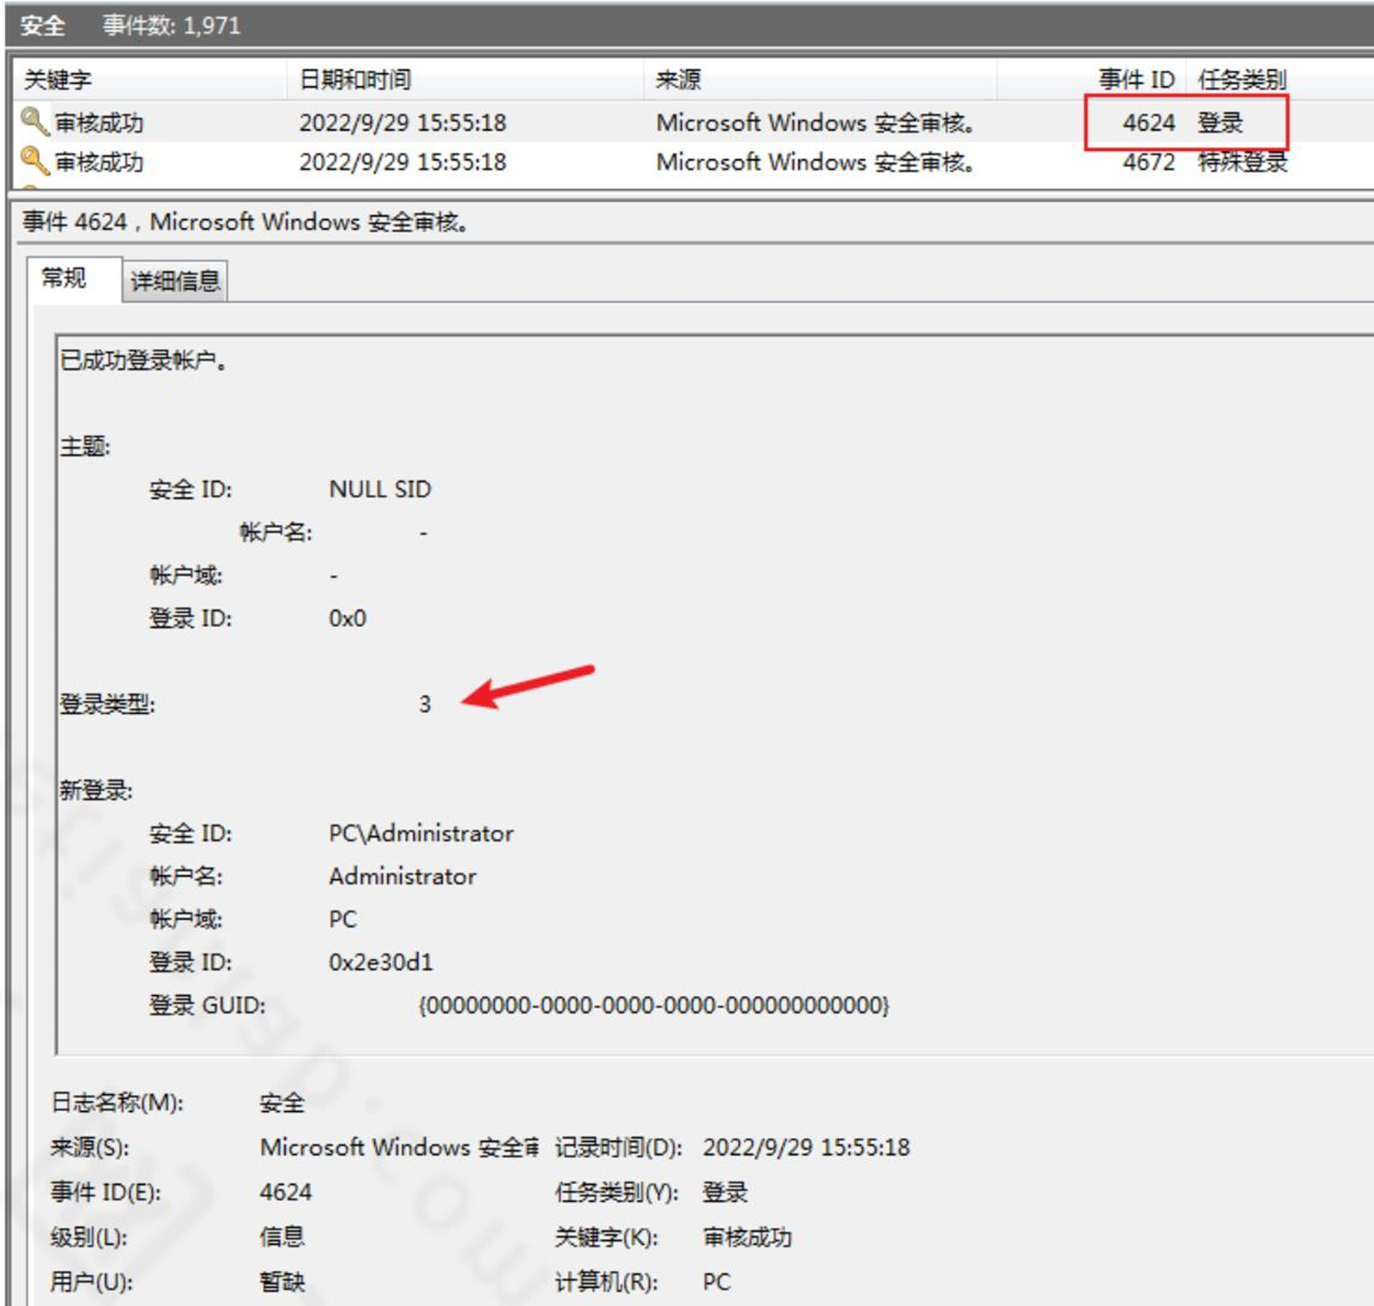 安全 事件数: 1,971
关键字 日期和时间 来源 事件 ID 任务类别
审核成功 2022/9/29 15:55:18 Microsoft Windows 安全审核。 4624 登录
审核成功 2022/9/29 15:55:18 Microsoft Windows 安全审核。 4672 特殊登录
事件 4624，Microsoft Windows 安全审核。
常规 详细信息
已成功登录帐户。
主题:
安全 ID: NULL SID
帐户名: -
帐户域: -
登录 ID: 0x0
登录类型: 3
新登录:
安全 ID: PC\Administrator
帐户名: Administrator
帐户域: PC
登录 ID: 0x2e30d1
登录 GUID: {00000000-0000-0000-0000-000000000000}
日志名称(M): 安全
来源(S): Microsoft Windows 安全审 记录时间(D): 2022/9/29 15:55:18
事件 ID(E): 4624 任务类别(Y): 登录
级别(L): 信息 关键字(K): 审核成功
用户(U): 暂缺 计算机(R): PC